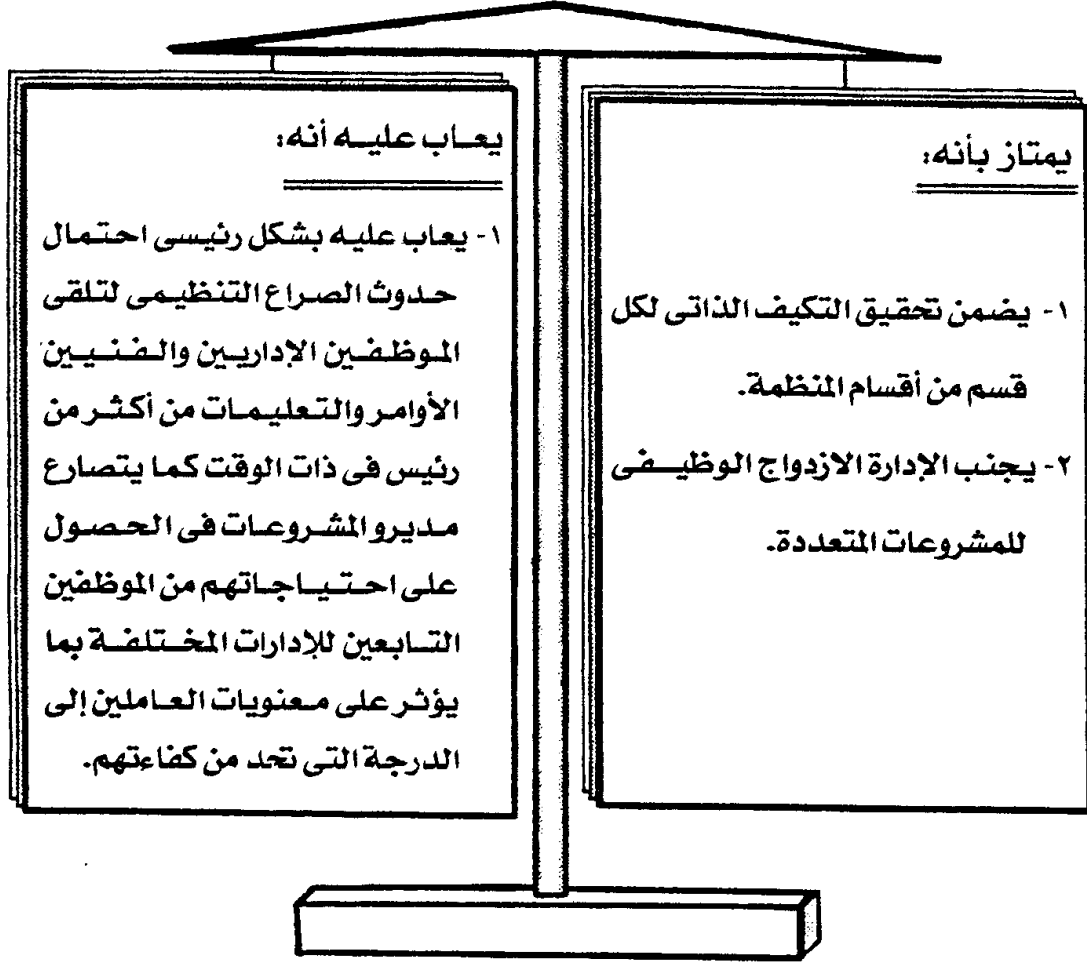 يمتاز بأنه:
١- يضمن تحقيق التكيف الذاتى لكل
قسم من أقسام المنظمة.
٢- يجنب الإدارة الازدواج الوظيفى
للمشروعات المتعددة.
يعاب عليه أنه:
١- يعاب عليه بشكل رئيسى احتمال
حدوث الصراع التنظيمى لتلقى
الموظفين الإداريين والفنيين
الأوامر والتعليمات من أكثر من
رئيس فى ذات الوقت كما يتصارع
مديرو المشروعات فى الحصول
على احتياجاتهم من الموظفين
التابعين للإدارات المختلفة بما
يؤثر على معنويات العاملين إلى
الدرجة التى تحد من كفاءتهم.